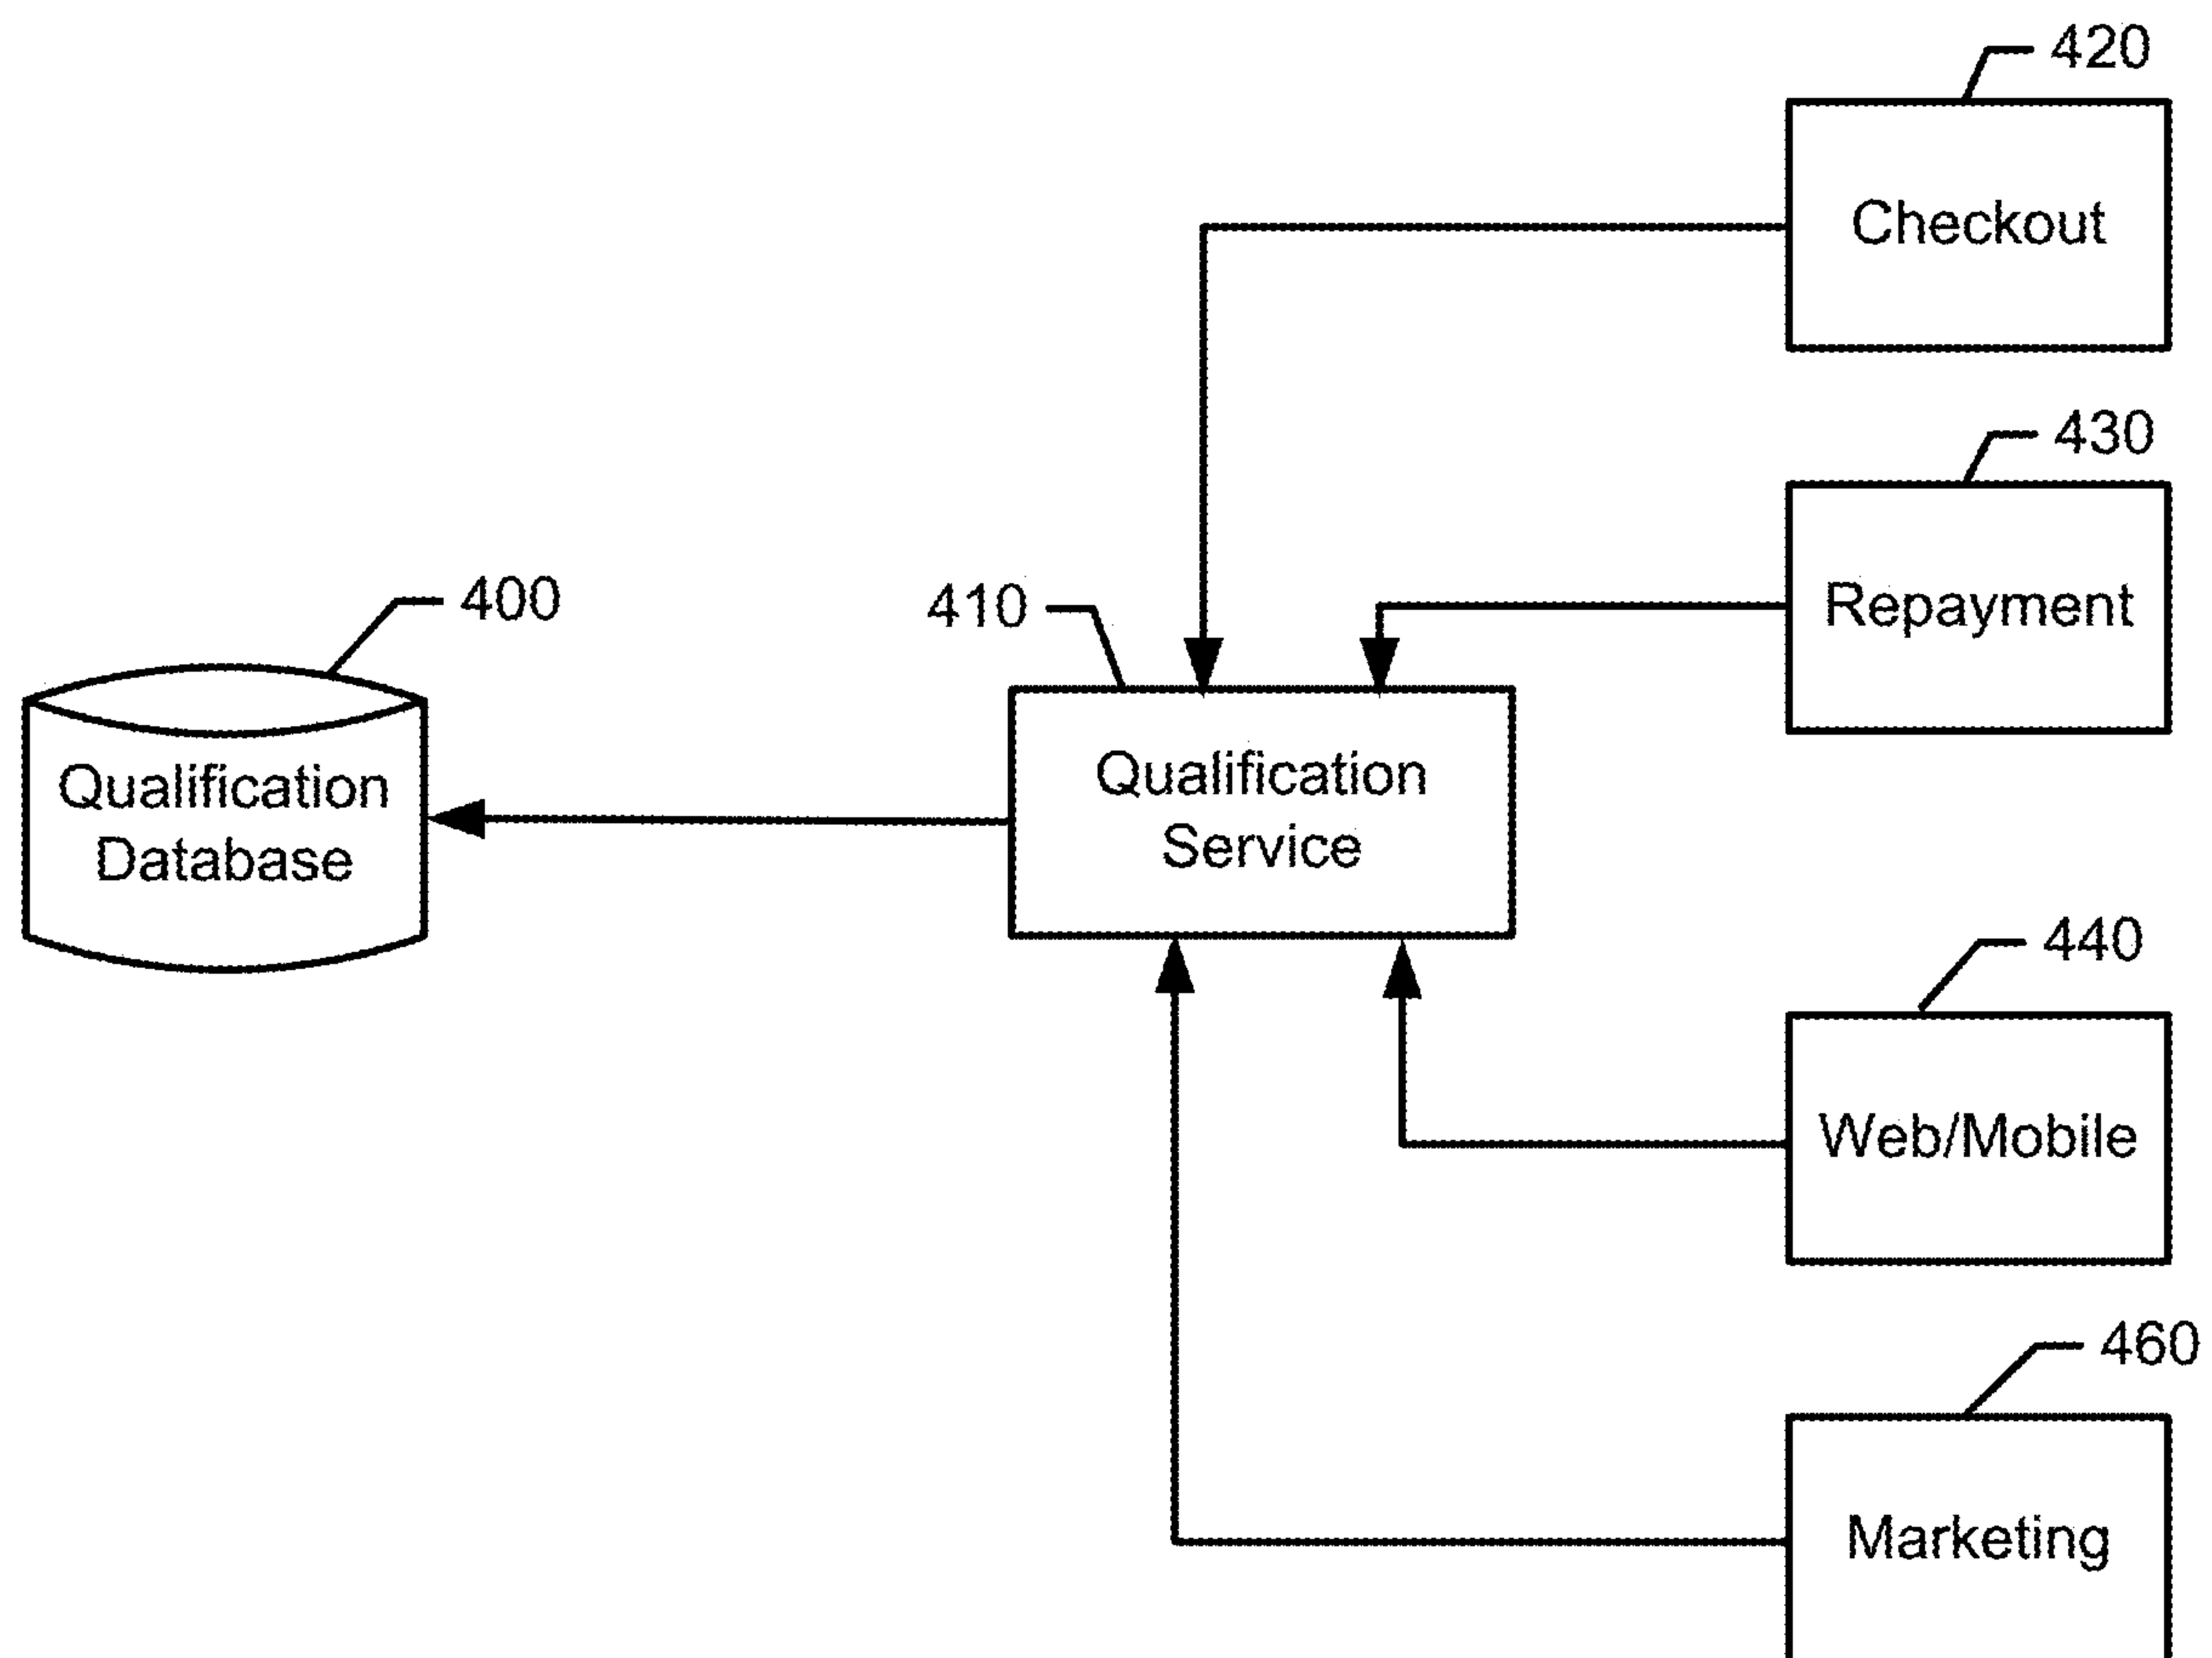 420
Checkout
430
Repayment
400
410
Qualification
Database
Qualification
Service
440
Web/Mobile
460
Marketing